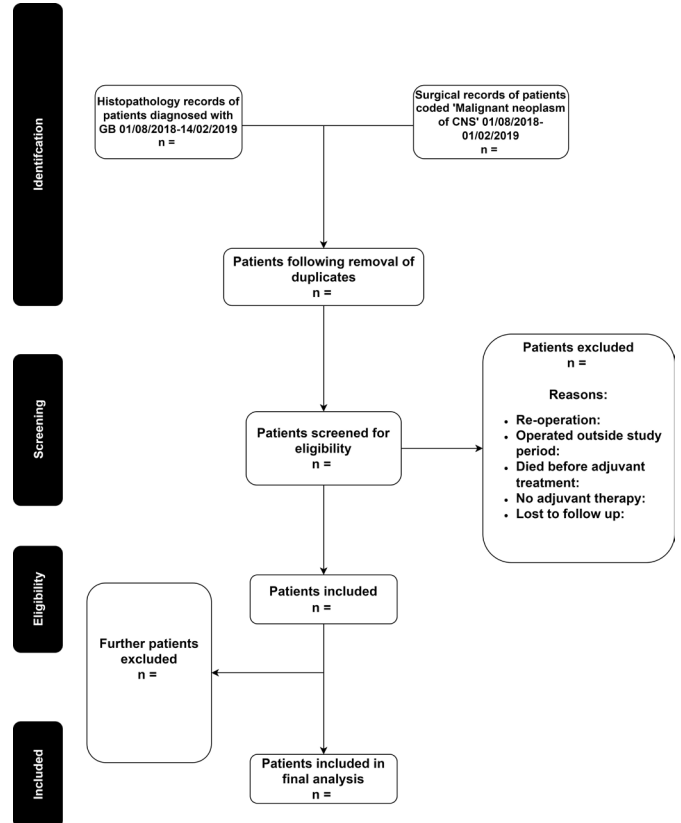 Identifcation
Histopathology records of
patients diagnosed with
GB 01/08/2018-14/02/2019
n =
Surgical records of patients
coded 'Malignant neoplasm
of CNS' 01/08/2018-
01/02/2019
n =
Patients following removal of
duplicates
n =
Screening
Patients screened for
eligibility
n =
Patients excluded
n =
Reasons:
• Re-operation:
• Operated outside study
period:
• Died before adjuvant
treatment:
• No adjuvant therapy:
• Lost to follow up:
Eligibility
Patients included
n =
Further patients
excluded
n =
Included
Patients included in
final analysis
n =